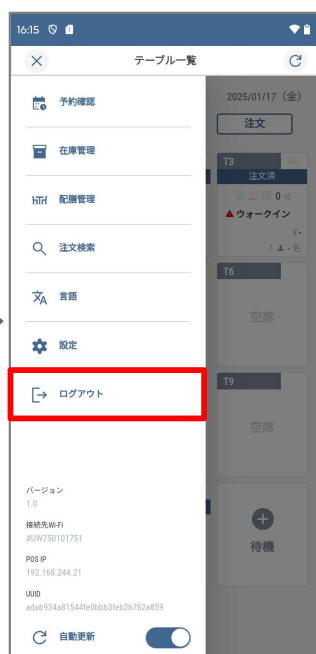 16:15
テーブル一覧
予約確認
在庫管理
配膳管理
注文検索
言語
設定
ログアウト
バージョン
1.0
接続先Wi-Fi
#UW750101751
POS IP
192.168.244.21
UUID
adab934a81544fe0bbb3feb2b762a859
自動更新
2025/01/17（金）
注文
T3
注文済
0 分
ウォークイン
¥-
/ - 名
T6
空席
T9
空席
待機